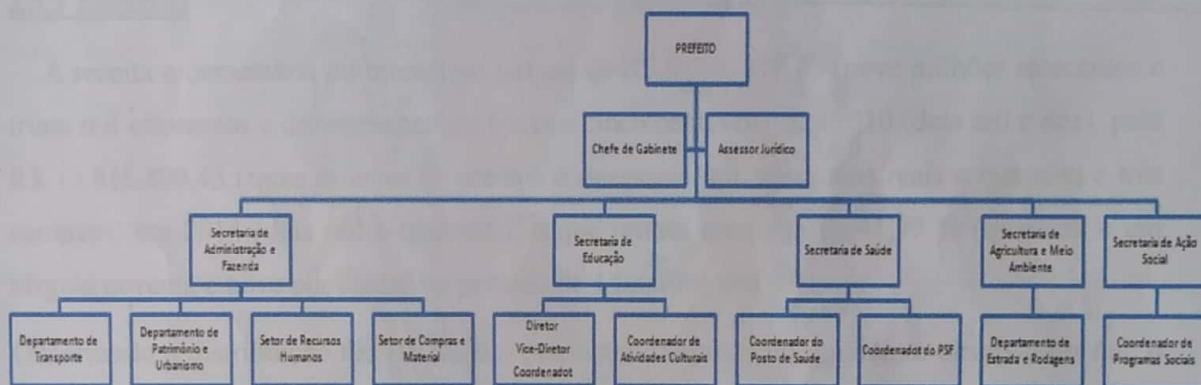 PREFEITO
Chefe de Gabinete
Assessor Jurídico
Secretaria de
Administração e
Fazenda
Secretaria de
Educação
Secretaria de Saúde
Secretaria de
Agricultura e Meio
Ambiente
Secretaria de Ação
Social
Departamento de
Transporte
Departamento de
Patrimônio e
Urbanismo
Setor de Recursos
Humanos
Setor de Compras e
Material
Diretor
Vice-Diretor
Coordenadot
Coordenador de
Atividades Culturais
Coordenador do
Posto de Saúde
Coordenador do PSF
Departamento de
Estrada e Rodagens
Coordenador de
Programas Sociais